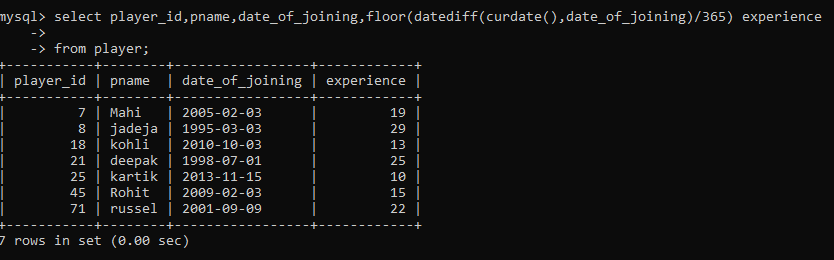 mysql> select player_id,pname,date_of_joining,floor(datediff(curdate(),date_of_joining)/365) experience
    ->
    -> from player;
+-----------+--------+-----------------+------------+
| player_id | pname  | date_of_joining | experience |
+-----------+--------+-----------------+------------+
|         7 | Mahi   | 2005-02-03      |         19 |
|         8 | jadeja | 1995-03-03      |         29 |
|        18 | kohli  | 2010-10-03      |         13 |
|        21 | deepak | 1998-07-01      |         25 |
|        25 | kartik | 2013-11-15      |         10 |
|        45 | Rohit  | 2009-02-03      |         15 |
|        71 | russel | 2001-09-09      |         22 |
+-----------+--------+-----------------+------------+
7 rows in set (0.00 sec)